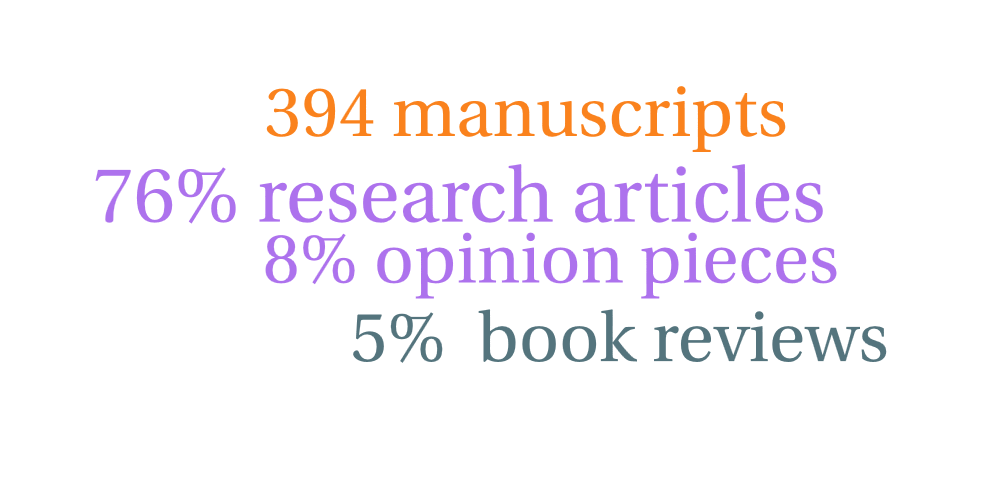 394 manuscripts
76% research articles
8% opinion pieces
5% book reviews